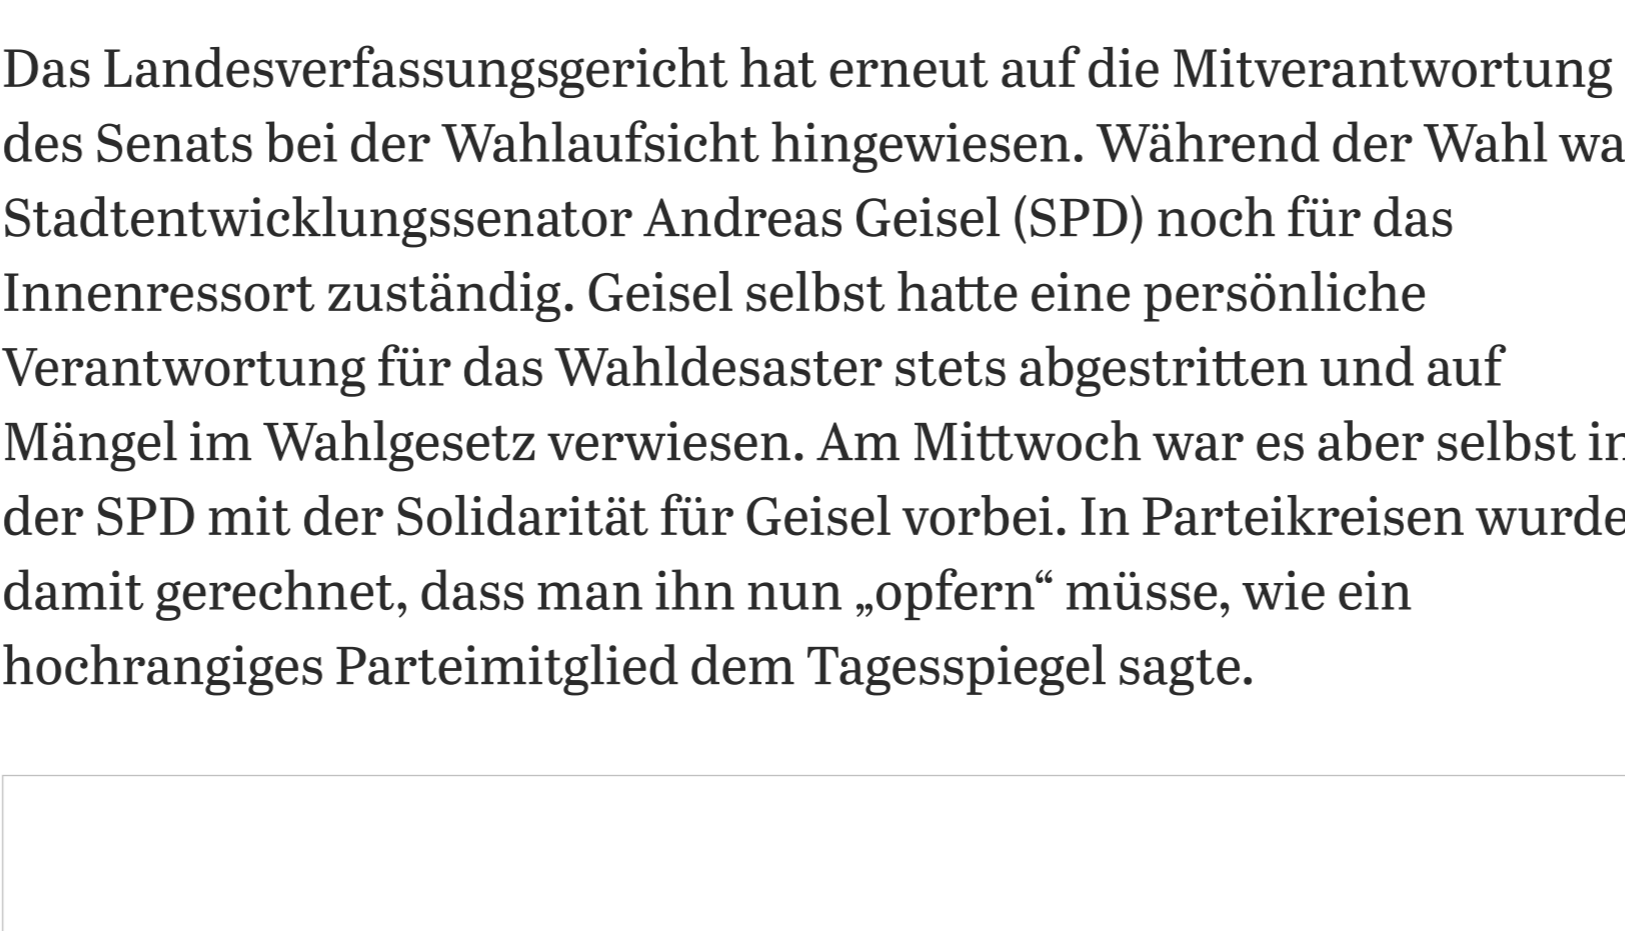 Das Landesverfassungsgericht hat erneut auf die Mitverantwortung
des Senats bei der Wahlaufsicht hingewiesen. Während der Wahl wa
Stadtentwicklungssenator Andreas Geisel (SPD) noch für das
Innenressort zuständig. Geisel selbst hatte eine persönliche
Verantwortung für das Wahldesaster stets abgestritten und auf
Mängel im Wahlgesetz verwiesen. Am Mittwoch war es aber selbst in
der SPD mit der Solidarität für Geisel vorbei. In Parteikreisen wurde
damit gerechnet, dass man ihn nun „opfern“ müsse, wie ein
hochrangiges Parteimitglied dem Tagesspiegel sagte.